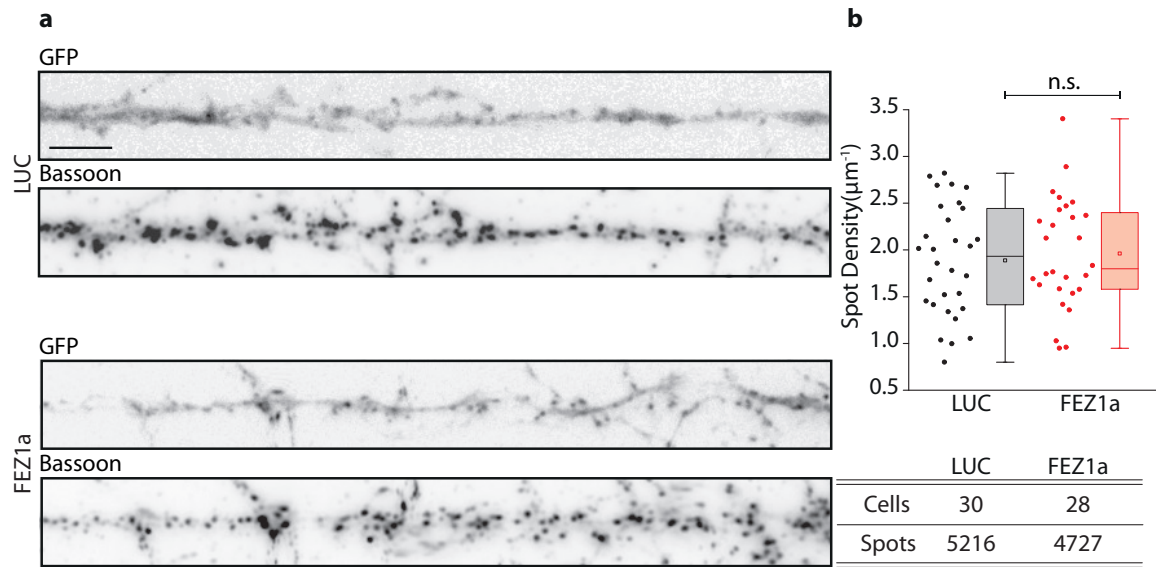 a
GFP
LUC
Bassoon
GFP
FEZ1a
Bassoon
b
n.s.
Spot Density(µm⁻¹)
3.5
3.0
2.5
2.0
1.5
1.0
0.5
LUC FEZ1a
LUC FEZ1a
Cells 30 28
Spots 5216 4727